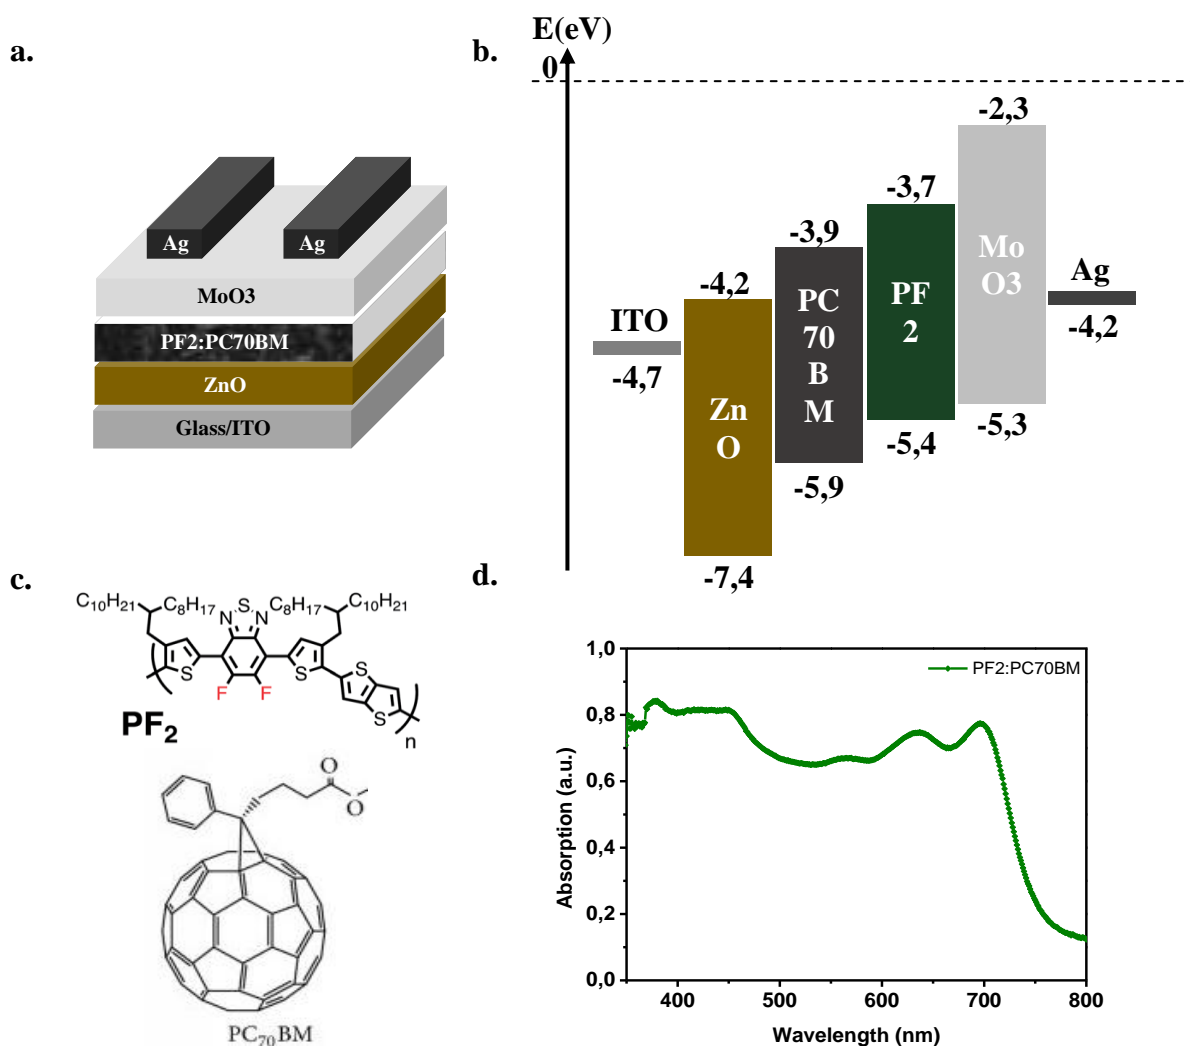 a.
Ag
Ag
MoO3
PF2:PC70BM
ZnO
Glass/ITO
b.
E(eV)
0
-2,3
-3,7
-3,9
-4,2
Mo
O3
PC
70
B
M
PF
2
Ag
ITO
-4,2
-4,7
Zn
O
-5,3
-5,4
-5,9
-7,4
c.
C10H21
C8H17
N
S
N
C8H17
C10H21
S
F
F
S
S
S
n
PF2
O
O
PC70BM
d.
1,0
0,8
0,6
0,4
0,2
0,0
PF2:PC70BM
Absorption (a.u.)
400
500
600
700
800
Wavelength (nm)